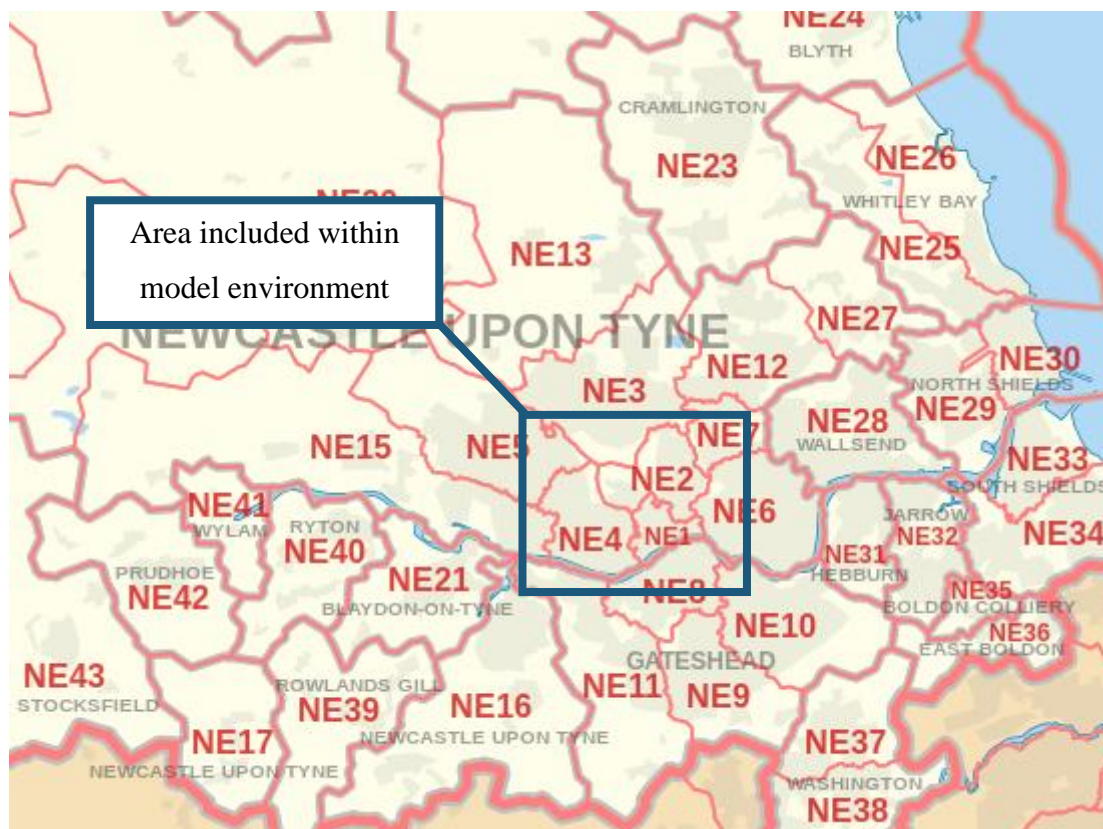 NE24
BLYTH
CRAMLINGTON
NE23
NE26
WHITLEY BAY
Area included within
model environment
NE13
NE25
NEWCASTLE UPON TYNE
NE27
NE3
NE12
NE30
NORTH SHIELDS
NE29
NE15
NE5
NE7
NE28
WALLSEND
NE2
NE33
SOUTH SHIELDS
NE41
WYLAM
RYTON
NE40
NE4
NE1
NE6
JARROW
NE32
NE34
PRUDHOE
NE42
NE21
BLAYDON-ON-TYNE
NE31
HEBBURN
NE8
NE35
BOLDON COLLIERY
NE10
NE36
EAST BOLDON
GATESHEAD
NE43
STOCKSFIELD
ROWLANDS GILL
NE39
NE16
NEWCASTLE UPON TYNE
NE11
NE9
NE17
NEWCASTLE UPON TYNE
NE37
WASHINGTON
NE38